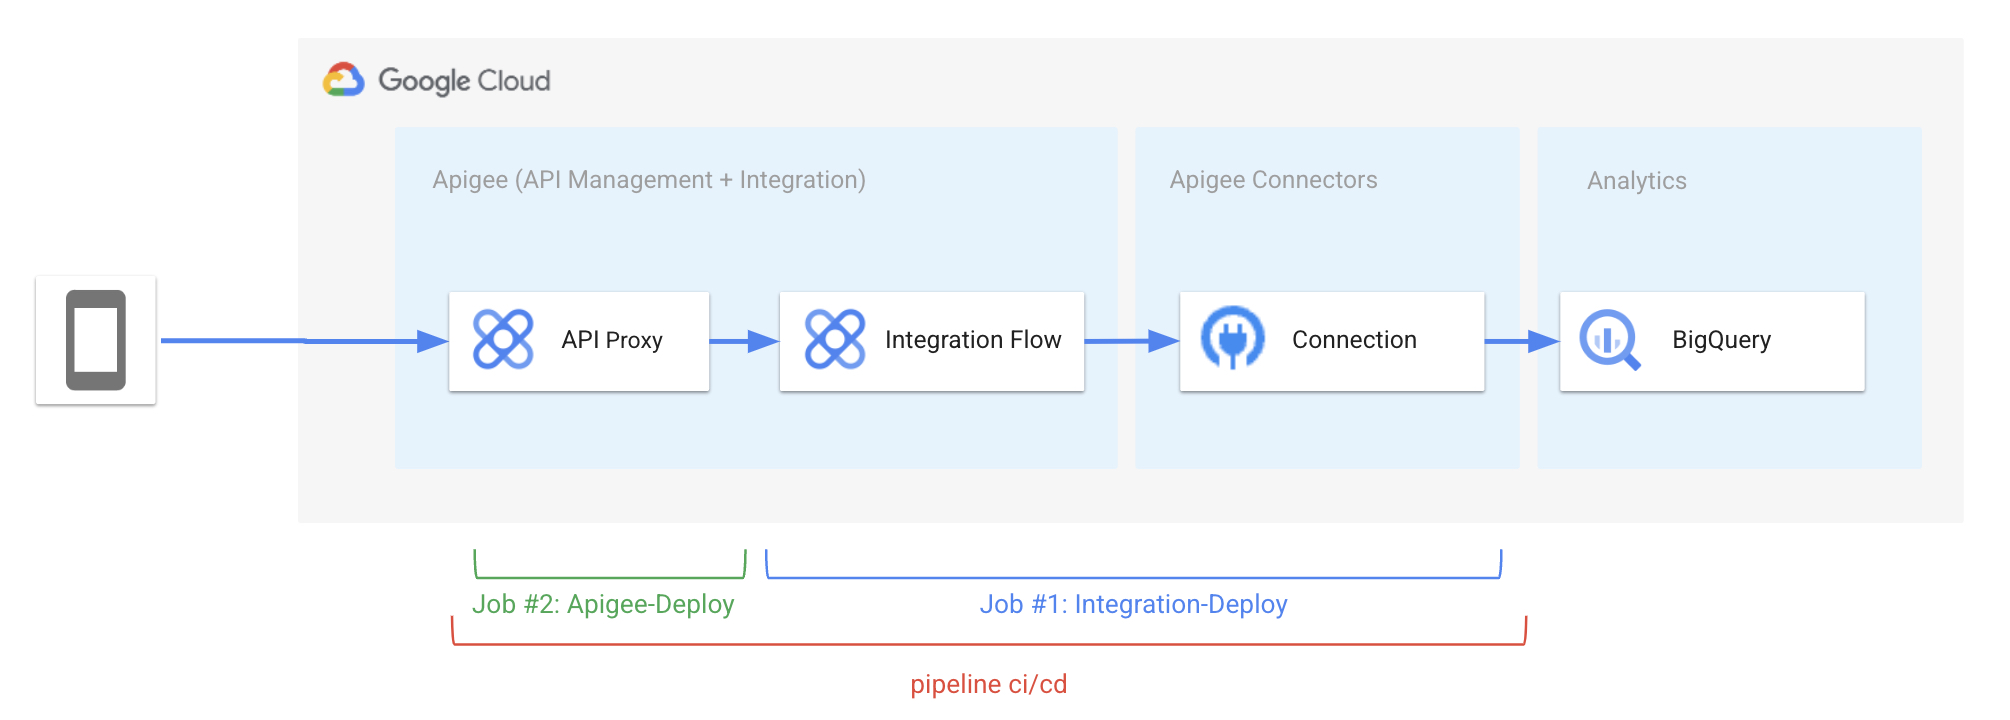 Google Cloud
Apigee (API Management + Integration)
Apigee Connectors
Analytics
API Proxy
Integration Flow
Connection
BigQuery
Job #2: Apigee-Deploy
Job #1: Integration-Deploy
pipeline ci/cd